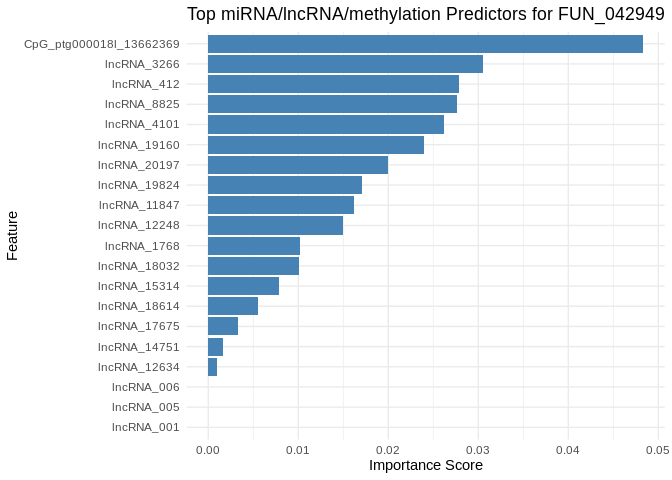 Top miRNA/lncRNA/methylation Predictors for FUN_042949
Feature
CpG_ptg000018l_13662369
lncRNA_3266
lncRNA_412
lncRNA_8825
lncRNA_4101
lncRNA_19160
lncRNA_20197
lncRNA_19824
lncRNA_11847
lncRNA_12248
lncRNA_1768
lncRNA_18032
lncRNA_15314
lncRNA_18614
lncRNA_17675
lncRNA_14751
lncRNA_12634
lncRNA_006
lncRNA_005
lncRNA_001
0.00 0.01 0.02 0.03 0.04 0.05
Importance Score